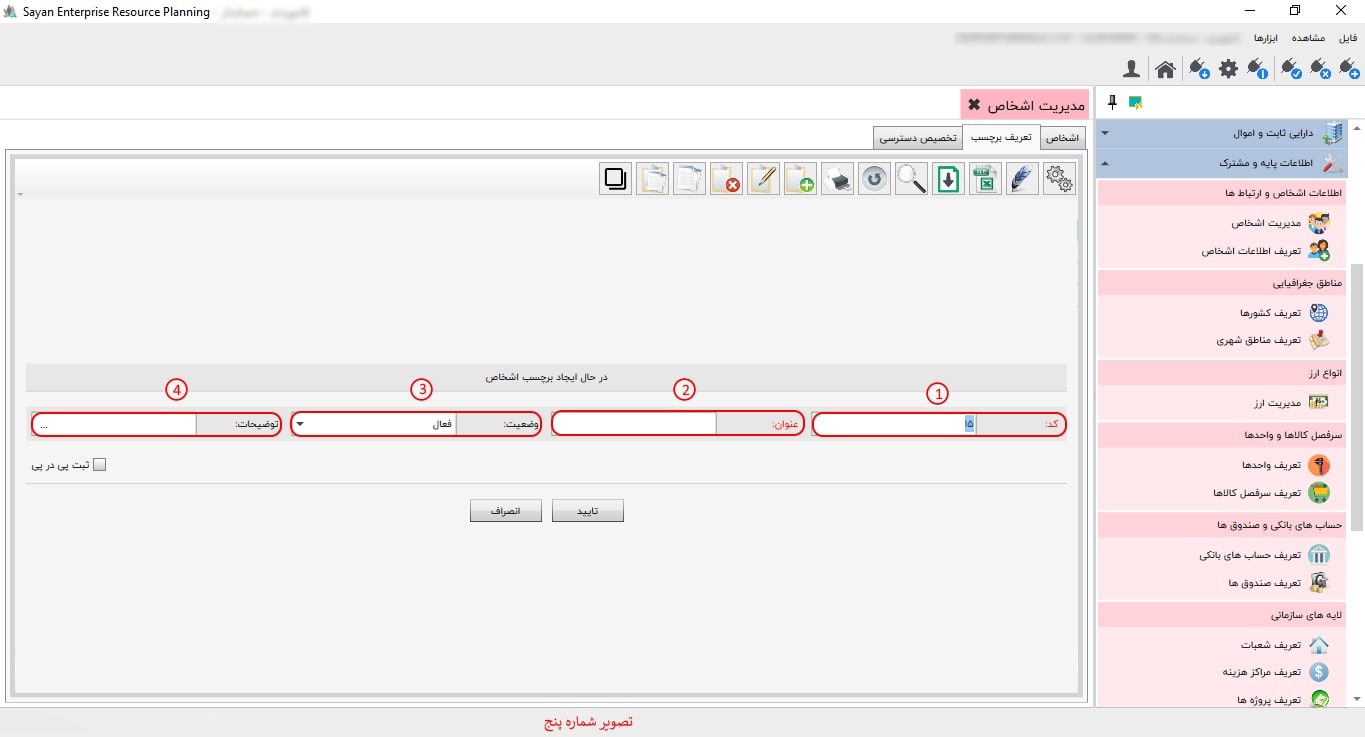 Sayan Enterprise Resource Planning
فایل
مشاهده
ابزارها
مدیریت اشخاص
اشخاص
تعریف برچسب
تخصیص دسترسی
دارایی ثابت و اموال
اطلاعات پایه و مشترک
اطلاعات اشخاص و ارتباط ها
مدیریت اشخاص
تعریف اطلاعات اشخاص
مناطق جغرافیایی
تعریف کشورها
تعریف مناطق شهری
انواع ارز
مدیریت ارز
سرفصل کالاها و واحدها
تعریف واحدها
تعریف سرفصل کالاها
حساب های بانکی و صندوق ها
تعریف حساب های بانکی
تعریف صندوق ها
لایه های سازمانی
تعریف شعبات
تعریف مراکز هزینه
تعریف پروژه ها
در حال ایجاد برچسب اشخاص
1
2
3
4
کد:
۱۵
عنوان:
وضعیت:
فعال
توضیحات:
...
ثبت پی در پی
تایید
انصراف
تصویر شماره پنج